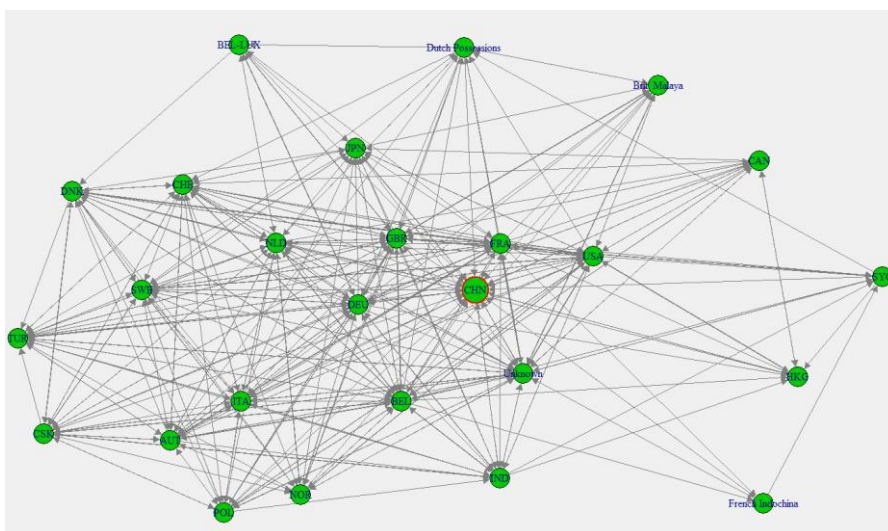 BEL-LUX
Dutch Possessions
Brit. Malaya
JPN
CAN
CHE
DNK
GBR
NLD
FRA
USA
SWE
CHN
DEU
TUR
Unknown
HKG
ITA
BEL
CSK
AUT
IND
NOR
POL
French Indochina